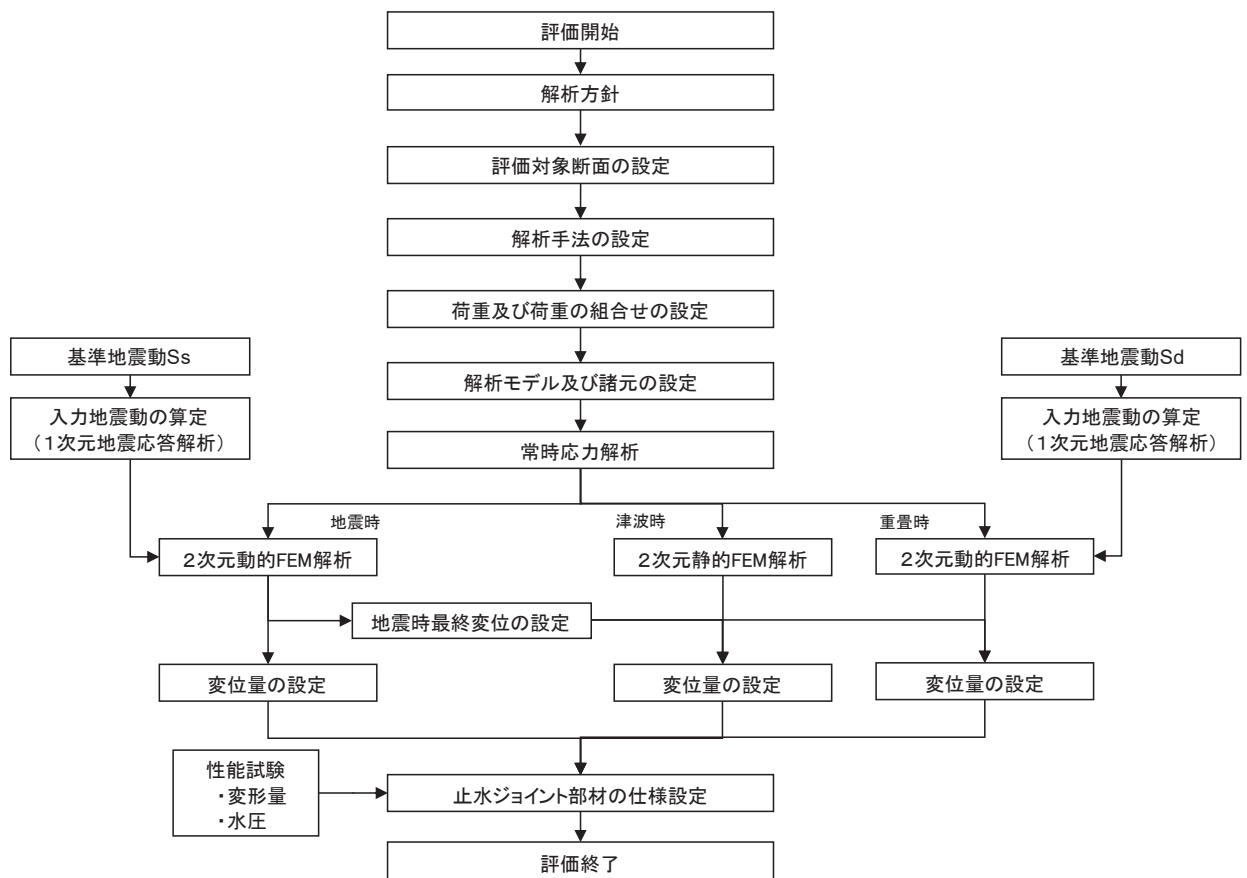 評価開始
解析方針
評価対象断面の設定
解析手法の設定
荷重及び荷重の組合せの設定
基準地震動Ss
基準地震動Sd
解析モデル及び諸元の設定
入力地震動の算定
（1次元地震応答解析）
入力地震動の算定
（1次元地震応答解析）
常時応力解析
地震時
津波時
重畳時
2次元動的FEM解析
2次元静的FEM解析
2次元動的FEM解析
地震時最終変位の設定
変位量の設定
変位量の設定
変位量の設定
性能試験
・変形量
・水圧
止水ジョイント部材の仕様設定
評価終了